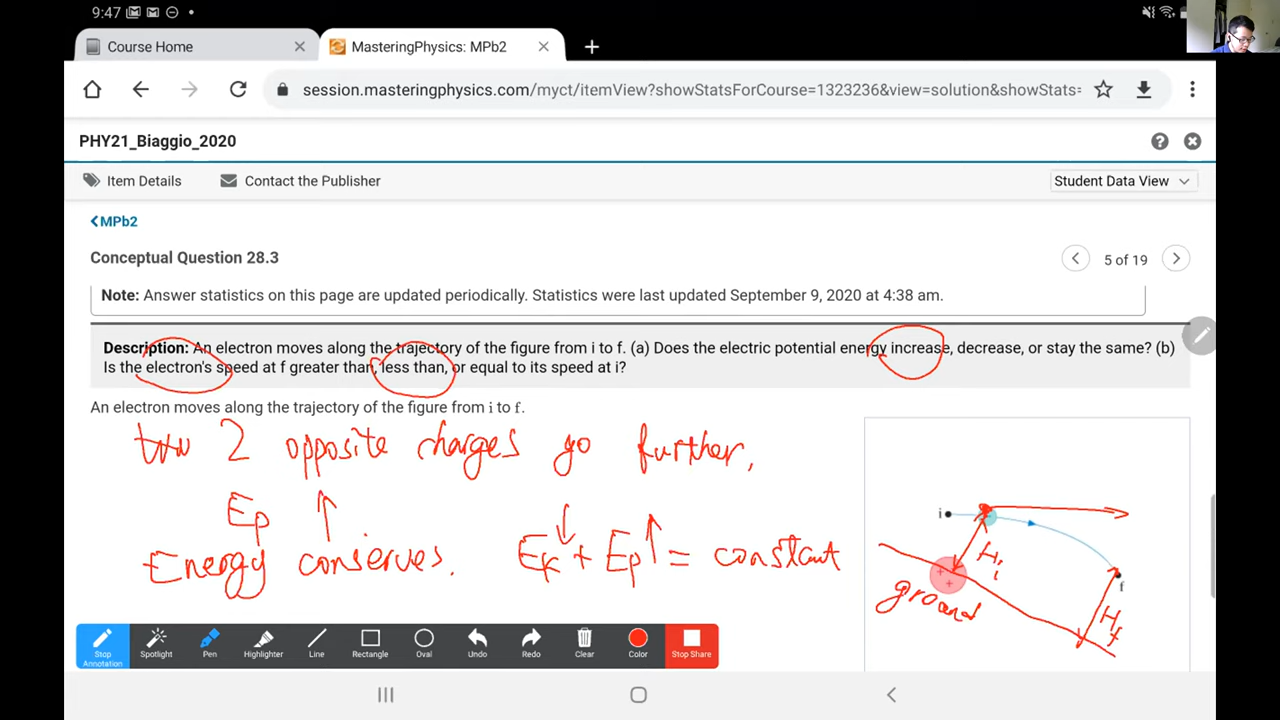 9:47
Course Home
MasteringPhysics: MPb2
session.masteringphysics.com/myct/itemView?showStatsForCourse=1323236&view=solution&showStats=
PHY21_Biaggio_2020
Item Details
Contact the Publisher
Student Data View
MPb2
Conceptual Question 28.3
5 of 19
Note: Answer statistics on this page are updated periodically. Statistics were last updated September 9, 2020 at 4:38 am.
Description: An electron moves along the trajectory of the figure from i to f. (a) Does the electric potential energy increase, decrease, or stay the same? (b)
Is the electron's speed at f greater than, less than, or equal to its speed at i?
An electron moves along the trajectory of the figure from i to f.
two 2 opposite charges go further,
Ep ↑
Energy conserves. Ek↓ + Ep↑ = constant
i
Hi
+ +
+
f
ground
Hf
Stop Annotation
Spotlight
Pen
Highlighter
Line
Rectangle
Oval
Undo
Redo
Clear
Color
Stop Share